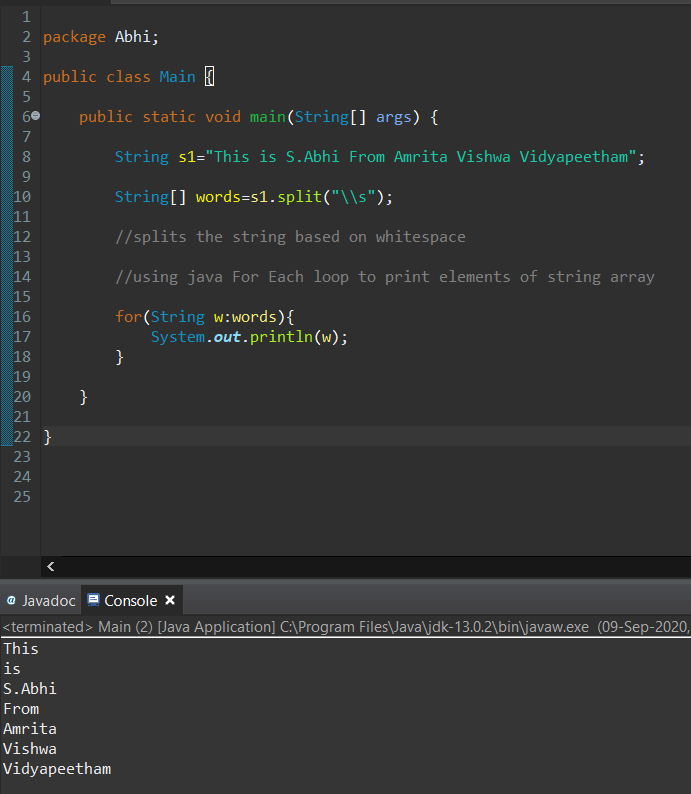 1
2 package Abhi;
3
4 public class Main {
5
6 public static void main(String[] args) {
7
8 String s1="This is S.Abhi From Amrita Vishwa Vidyapeetham";
9
10 String[] words=s1.split("\\s");
11
12 //splits the string based on whitespace
13
14 //using java For Each loop to print elements of string array
15
16 for(String w:words){
17 System.out.println(w);
18 }
19
20 }
21
22 }
23
24
25
Javadoc Console
<terminated> Main (2) [Java Application] C:\Program Files\Java\jdk-13.0.2\bin\javaw.exe (09-Sep-2020,
This
is
S.Abhi
From
Amrita
Vishwa
Vidyapeetham